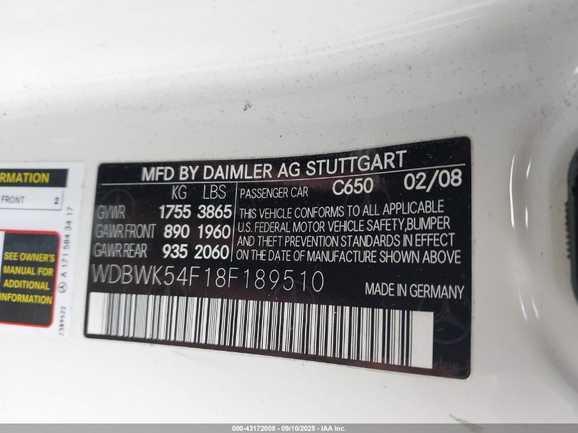 RMATION
FRONT 2
SEE OWNER'S
MANUAL FOR
ADDITIONAL
INFORMATION
A 171 584 34 17
MFD BY DAIMLER AG STUTTGART
KG LBS PASSENGER CAR C650 02/08
GVWR 1755 3865
GAWR FRONT 890 1960
GAWR REAR 935 2060
THIS VEHICLE CONFORMS TO ALL APPLICABLE
U.S. FEDERAL MOTOR VEHICLE SAFETY,BUMPER
AND THEFT PREVENTION STANDARDS IN EFFECT ON
THE DATE OF MANUFACTURE SHOWN ABOVE
WDBWK54F18F189510
MADE IN GERMANY
000-43172008 - 09/10/2025 - IAA Inc.